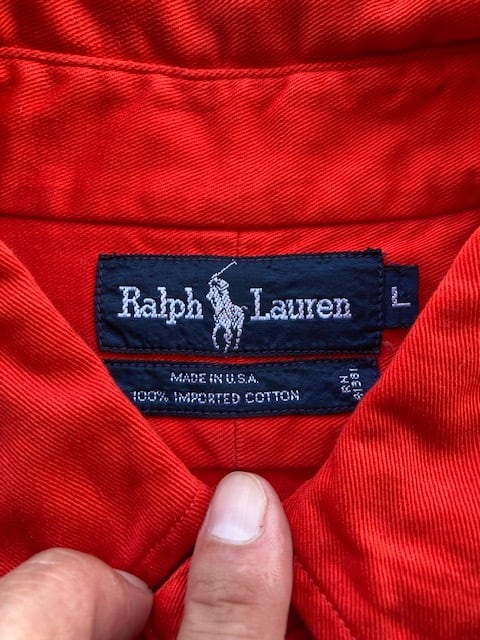 Ralph Lauren
L
MADE IN U.S.A.
100% IMPORTED COTTON
RN
41381